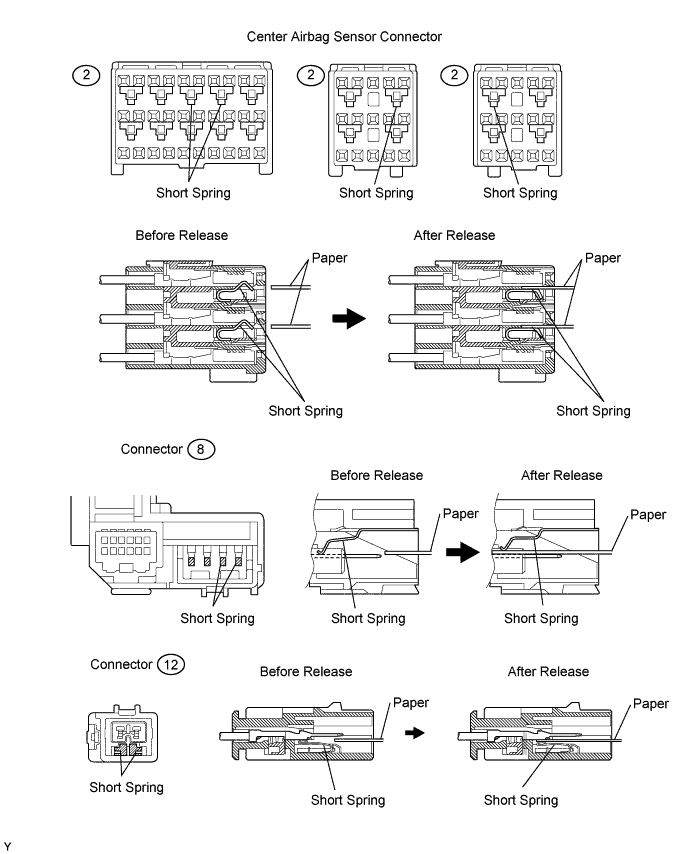 Center Airbag Sensor Connector
2
2
2
Short Spring
Short Spring
Short Spring
Before Release
After Release
Paper
Paper
Short Spring
Short Spring
Connector 8
Before Release
After Release
Paper
Paper
Short Spring
Short Spring
Short Spring
Connector 12
Before Release
After Release
Paper
Paper
Short Spring
Short Spring
Short Spring
Y